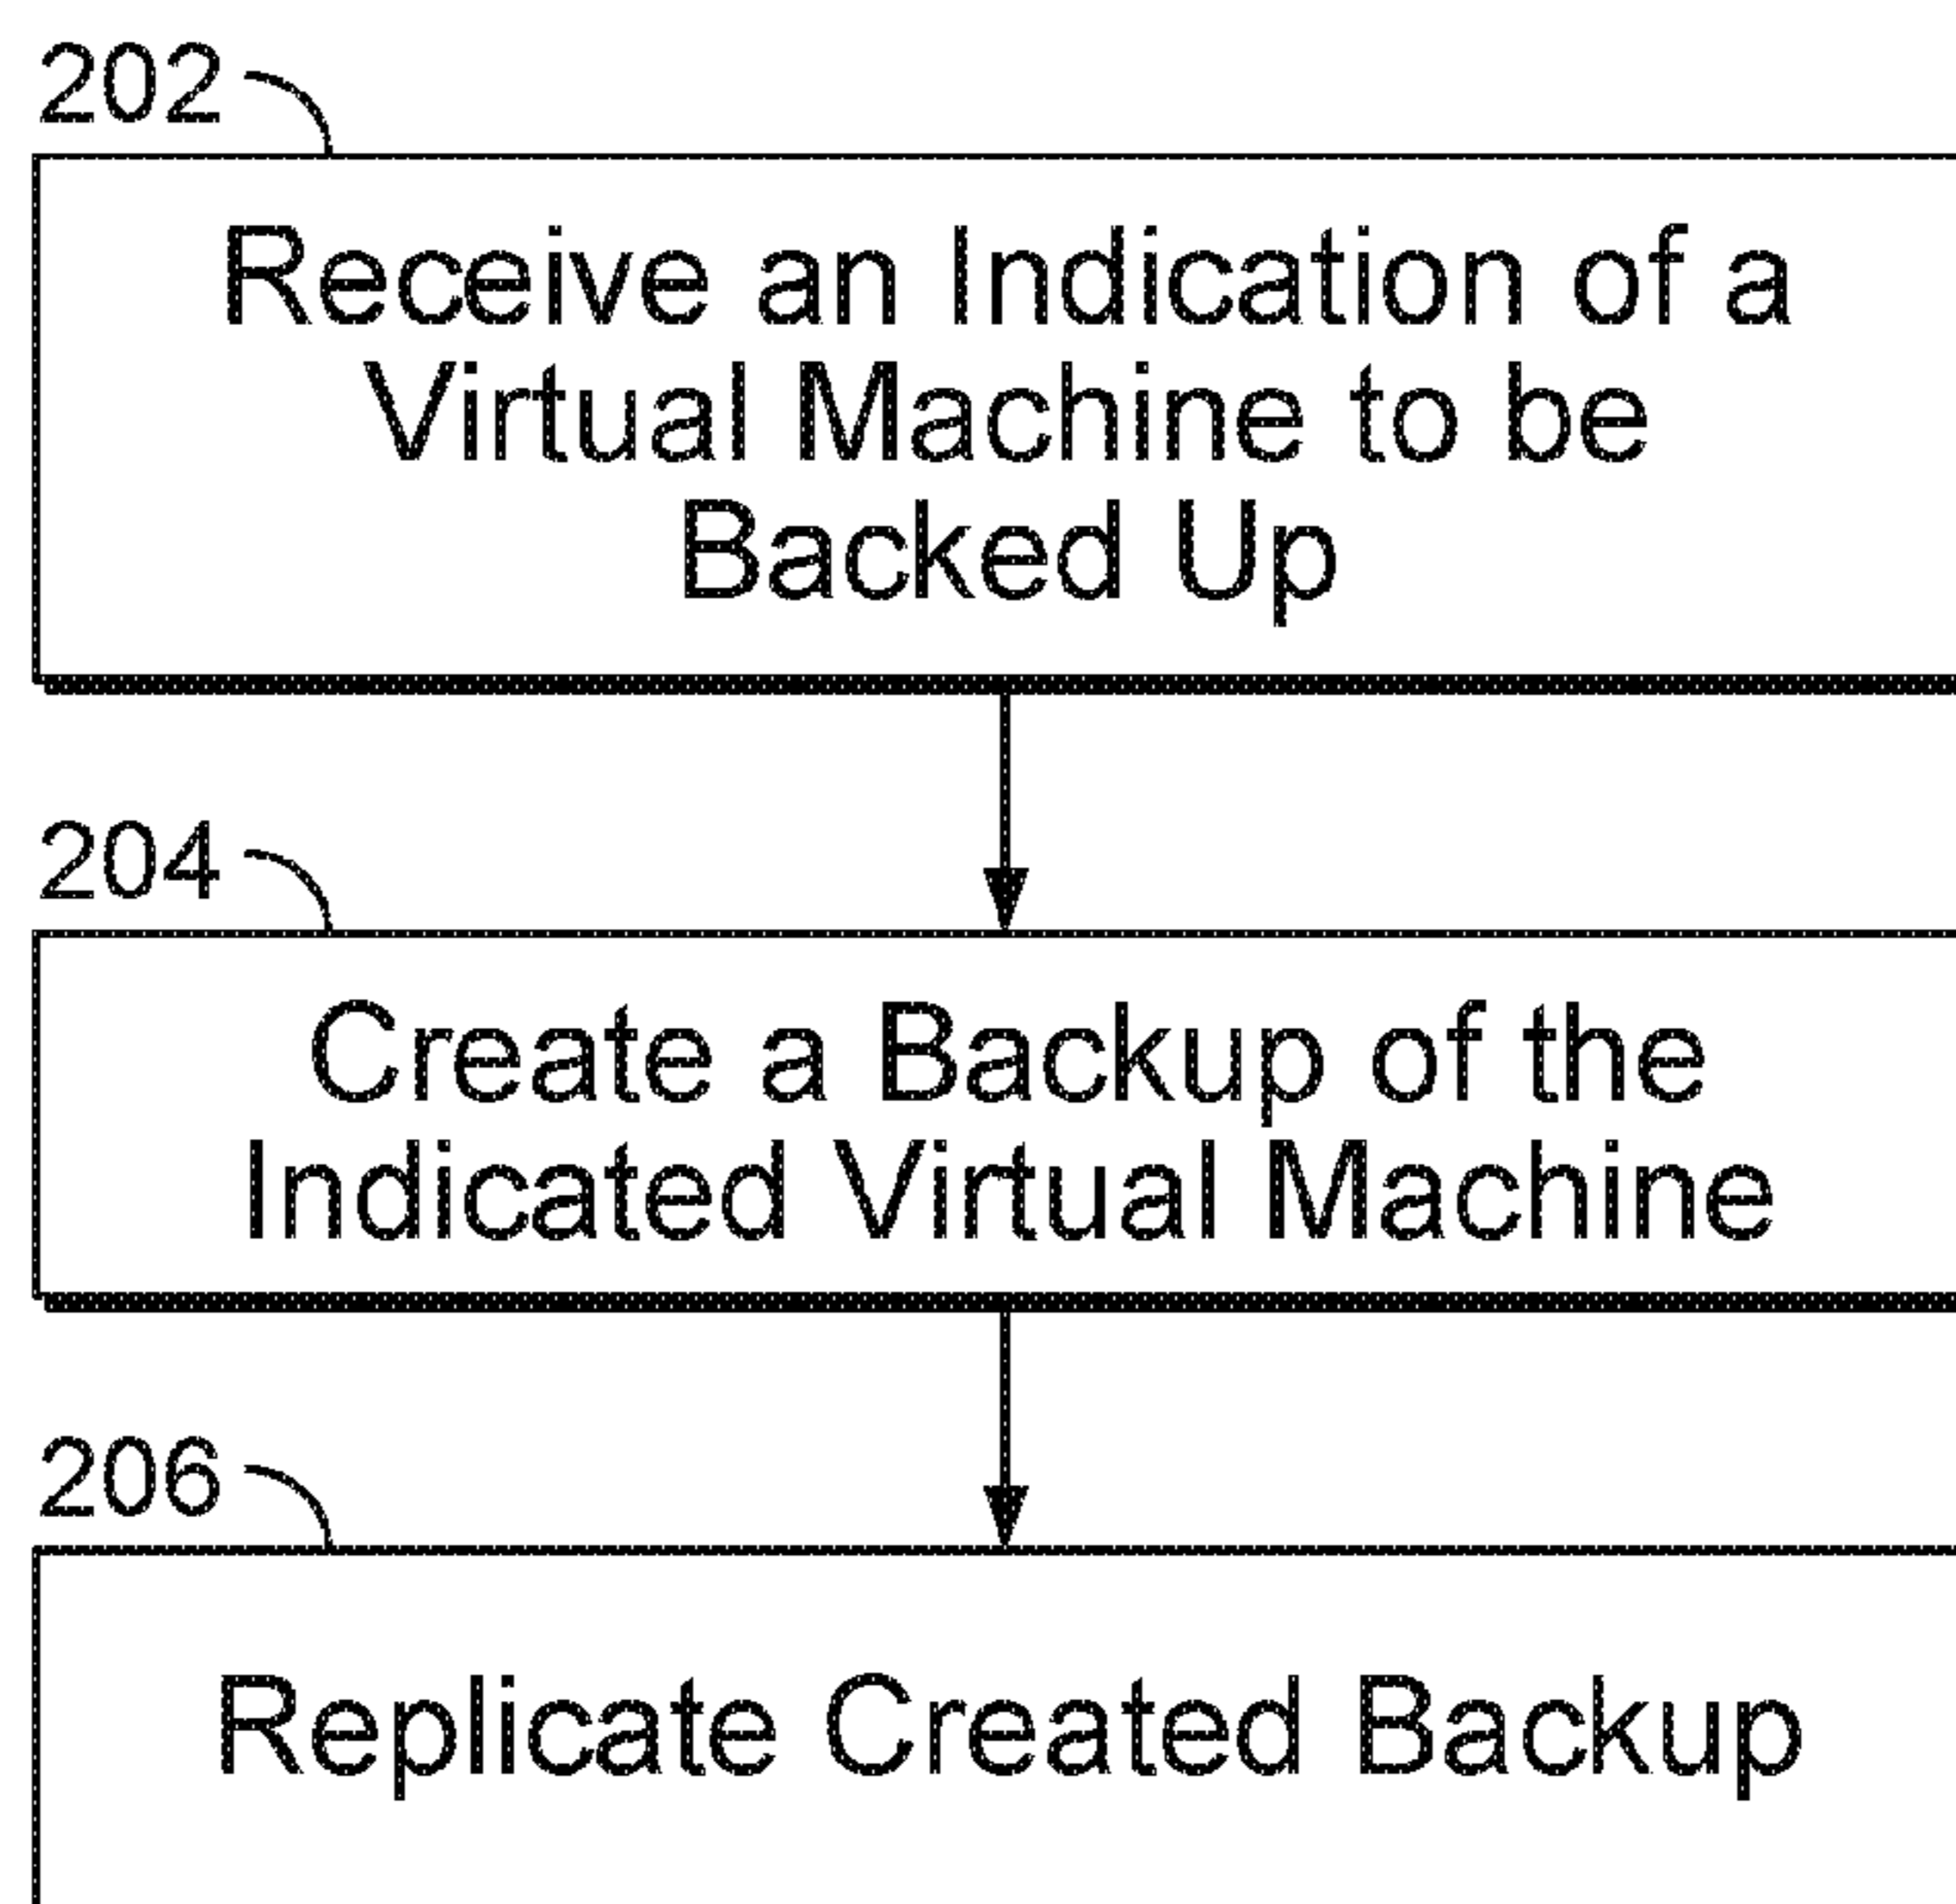 202
Receive an Indication of a
Virtual Machine to be
Backed Up
204
Create a Backup of the
Indicated Virtual Machine
206
Replicate Created Backup